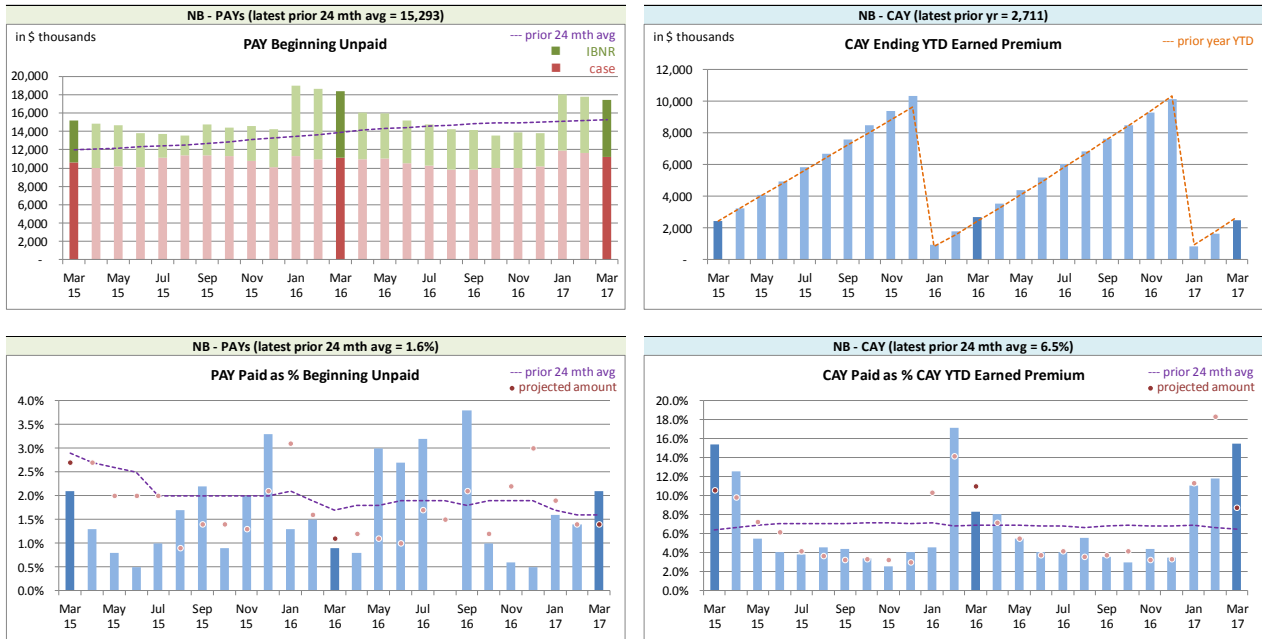 NB - PAYs (latest prior 24 mth avg = 15,293)
in $ thousands
PAY Beginning Unpaid
--- prior 24 mth avg
IBNR
case
20,000
18,000
16,000
14,000
12,000
10,000
8,000
6,000
4,000
2,000
-
Mar May Jul Sep Nov Jan Mar May Jul Sep Nov Jan Mar
15 15 15 15 15 16 16 16 16 16 16 17 17
NB - CAY (latest prior yr = 2,711)
in $ thousands
CAY Ending YTD Earned Premium
--- prior year YTD
12,000
10,000
8,000
6,000
4,000
2,000
-
Mar May Jul Sep Nov Jan Mar May Jul Sep Nov Jan Mar
15 15 15 15 15 16 16 16 16 16 16 17 17
NB - PAYs (latest prior 24 mth avg = 1.6%)
PAY Paid as % Beginning Unpaid
--- prior 24 mth avg
projected amount
4.0%
3.5%
3.0%
2.5%
2.0%
1.5%
1.0%
0.5%
0.0%
Mar May Jul Sep Nov Jan Mar May Jul Sep Nov Jan Mar
15 15 15 15 15 16 16 16 16 16 16 17 17
NB - CAY (latest prior 24 mth avg = 6.5%)
CAY Paid as % CAY YTD Earned Premium
--- prior 24 mth avg
projected amount
20.0%
18.0%
16.0%
14.0%
12.0%
10.0%
8.0%
6.0%
4.0%
2.0%
0.0%
Mar May Jul Sep Nov Jan Mar May Jul Sep Nov Jan Mar
15 15 15 15 15 16 16 16 16 16 16 17 17